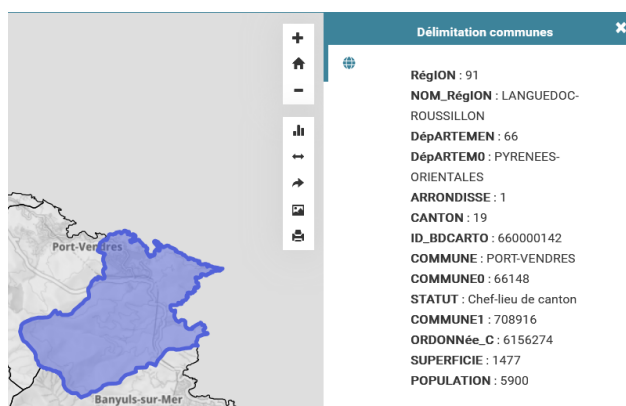 Port-Vendres
Banyuls-sur-Mer
Délimitation communes
RégION : 91
NOM_RégION : LANGUEDOC-
ROUSSILLON
DépARTEMEN : 66
DépARTEM0 : PYRENEES-
ORIENTALES
ARRONDISSE : 1
CANTON : 19
ID_BDCARTO : 660000142
COMMUNE : PORT-VENDRES
COMMUNE0 : 66148
STATUT : Chef-lieu de canton
COMMUNE1 : 708916
ORDONNée_C : 6156274
SUPERFICIE : 1477
POPULATION : 5900